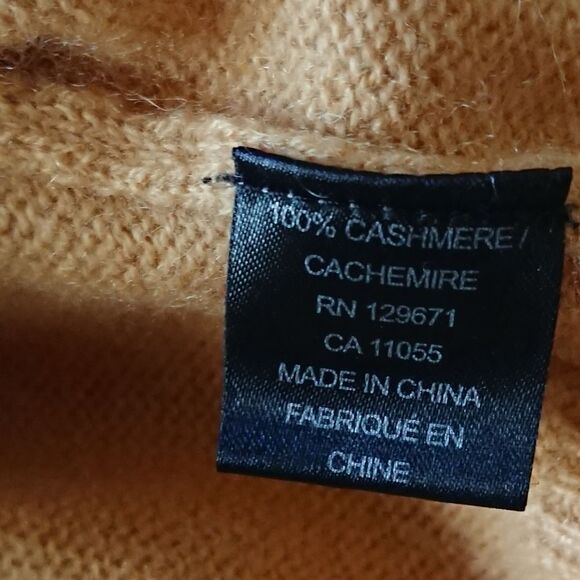 100% CASHMERE /
CACHEMIRE
RN 129671
CA 11055
MADE IN CHINA
FABRIQUÉ EN
CHINE